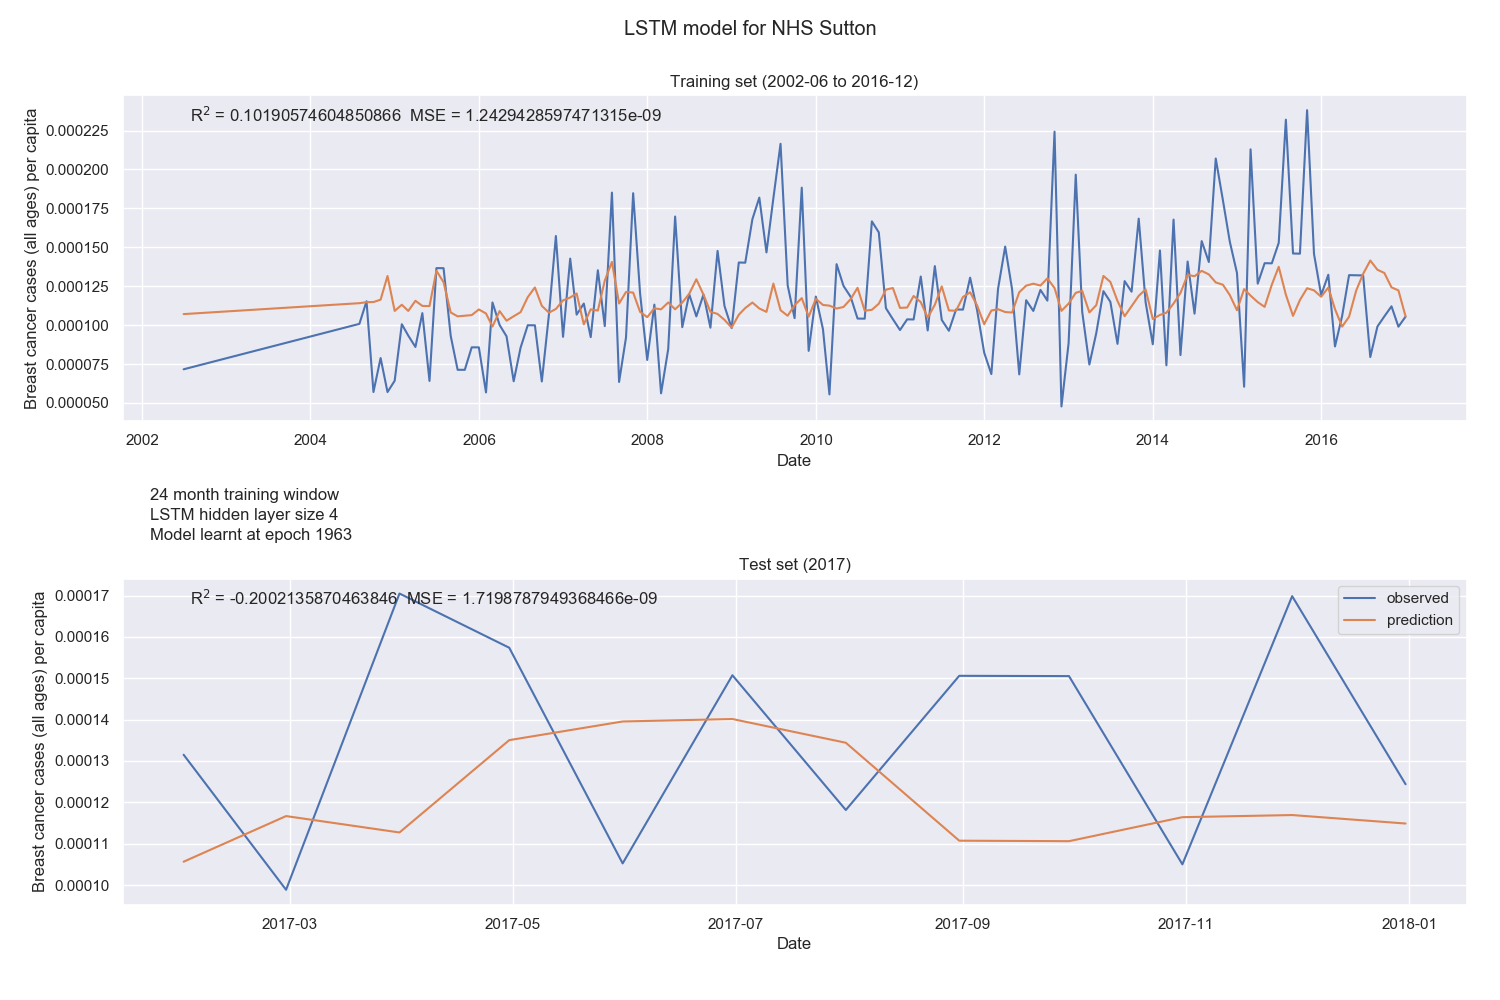 LSTM model for NHS Sutton
Training set (2002-06 to 2016-12)
R² = 0.10190574604850866 MSE = 1.2429428597471315e-09
Breast cancer cases (all ages) per capita
0.000225
0.000200
0.000175
0.000150
0.000125
0.000100
0.000075
0.000050
2002 2004 2006 2008 2010 2012 2014 2016
Date
24 month training window
LSTM hidden layer size 4
Model learnt at epoch 1963
Test set (2017)
R² = -0.2002135870463846 MSE = 1.7198787949368466e-09
observed
prediction
Breast cancer cases (all ages) per capita
0.00017
0.00016
0.00015
0.00014
0.00013
0.00012
0.00011
0.00010
2017-03 2017-05 2017-07 2017-09 2017-11 2018-01
Date